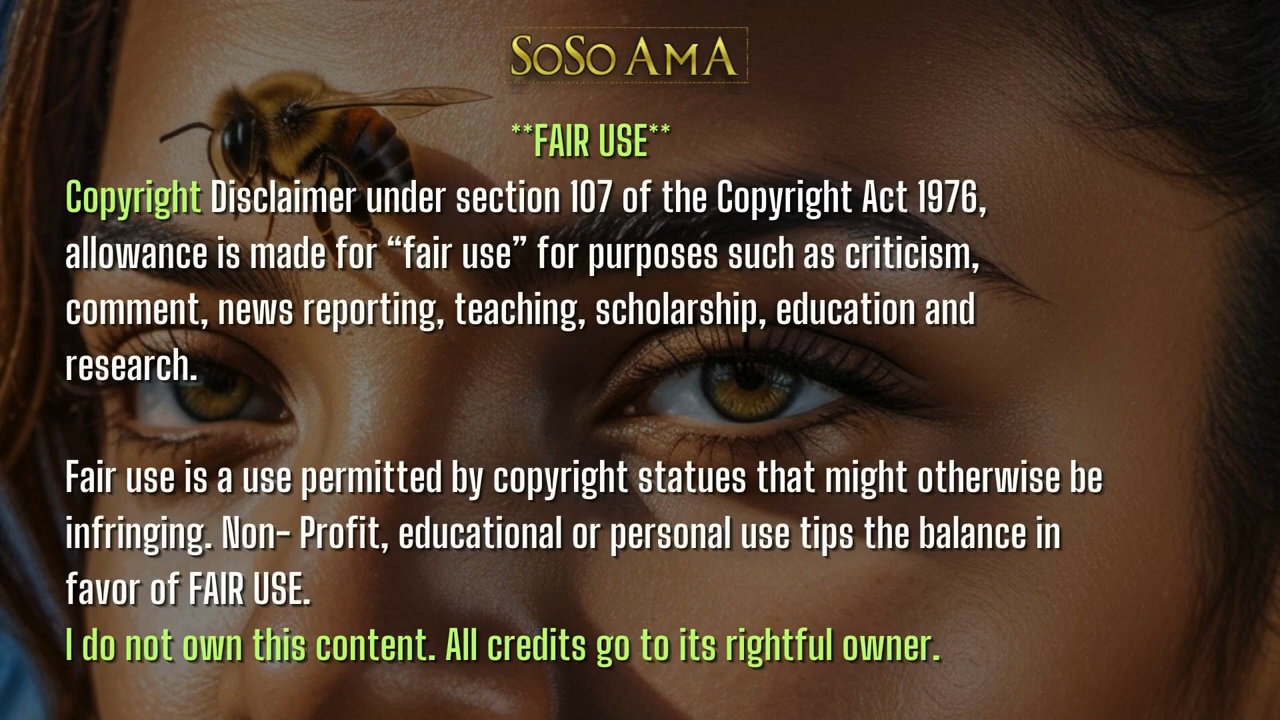 SoSo AmA
**FAIR USE**
Copyright Disclaimer under section 107 of the Copyright Act 1976,
allowance is made for “fair use” for purposes such as criticism,
comment, news reporting, teaching, scholarship, education and
research.
Fair use is a use permitted by copyright statues that might otherwise be
infringing. Non- Profit, educational or personal use tips the balance in
favor of FAIR USE.
I do not own this content. All credits go to its rightful owner.